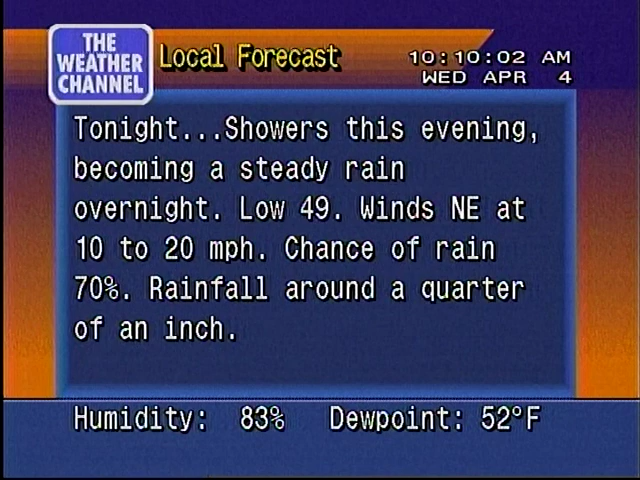 THE
WEATHER
CHANNEL
Local Forecast
10:10:02 AM
WED APR 4
Tonight...Showers this evening,
becoming a steady rain
overnight. Low 49. Winds NE at
10 to 20 mph. Chance of rain
70%. Rainfall around a quarter
of an inch.
Humidity: 83% Dewpoint: 52°F